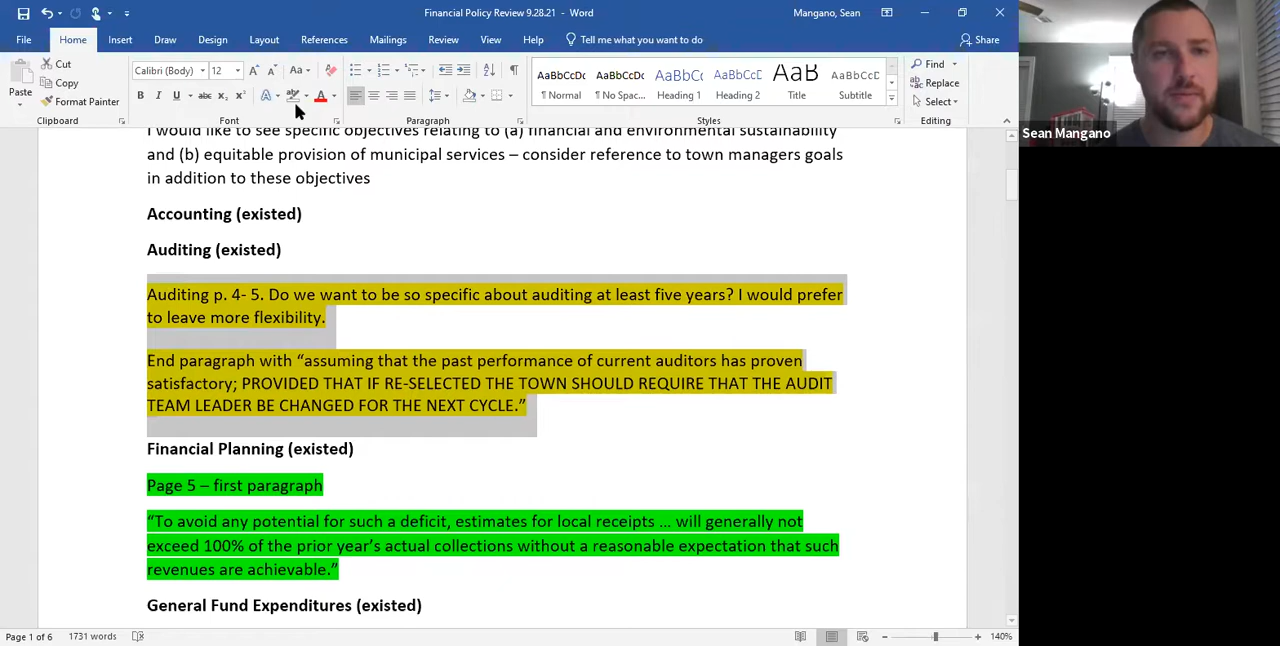 Financial Policy Review 9.28.21 - Word
Mangano, Sean
File Home Insert Draw Design Layout References Mailings Review View Help Tell me what you want to do Share
Paste
Cut
Copy
Format Painter
Clipboard
Calibri (Body) 12
Font
Paragraph
AaBbCcDc AaBbCcDc AaBbC AaBbCcD AaB AaBbCcD
¶ Normal ¶ No Spac... Heading 1 Heading 2 Title Subtitle
Styles
Find
Replace
Select
Editing
I would like to see specific objectives relating to (a) financial and environmental sustainability
and (b) equitable provision of municipal services – consider reference to town managers goals
in addition to these objectives
Accounting (existed)
Auditing (existed)
Auditing p. 4- 5. Do we want to be so specific about auditing at least five years? I would prefer
to leave more flexibility.
End paragraph with “assuming that the past performance of current auditors has proven
satisfactory; PROVIDED THAT IF RE-SELECTED THE TOWN SHOULD REQUIRE THAT THE AUDIT
TEAM LEADER BE CHANGED FOR THE NEXT CYCLE.”
Financial Planning (existed)
Page 5 – first paragraph
“To avoid any potential for such a deficit, estimates for local receipts … will generally not
exceed 100% of the prior year’s actual collections without a reasonable expectation that such
revenues are achievable.”
General Fund Expenditures (existed)
Page 1 of 6 1731 words
140%
Sean Mangano